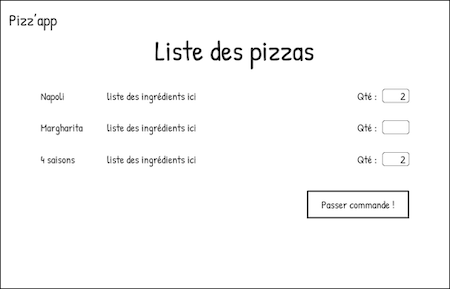 Pizz'app
Liste des pizzas
Napoli liste des ingrédients ici Qté : 2
Margharita liste des ingrédients ici Qté :
4 saisons liste des ingrédients ici Qté : 2
Passer commande !